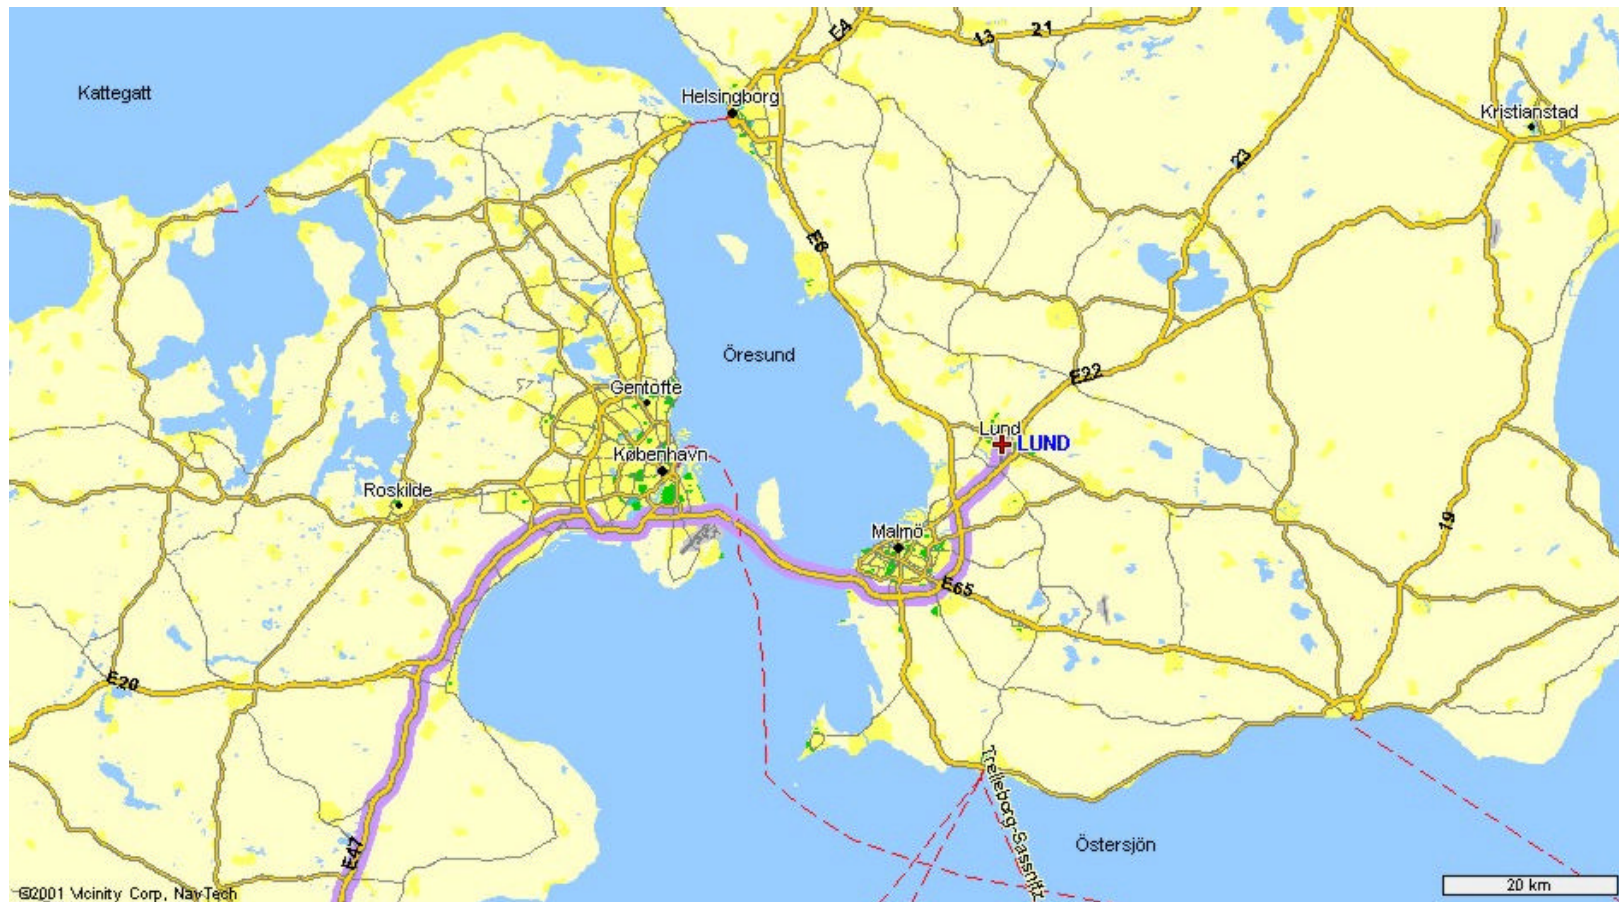 E4
13
21
Kattegatt
Helsingborg
Kristianstad
23
E6
Öresund
E22
Gentofte
Lund
LUND
København
Roskilde
19
Malmö
E65
E20
Trelleborg-Sassnitz
Östersjön
E47
20 km
©2001 Vicinity Corp, NavTech